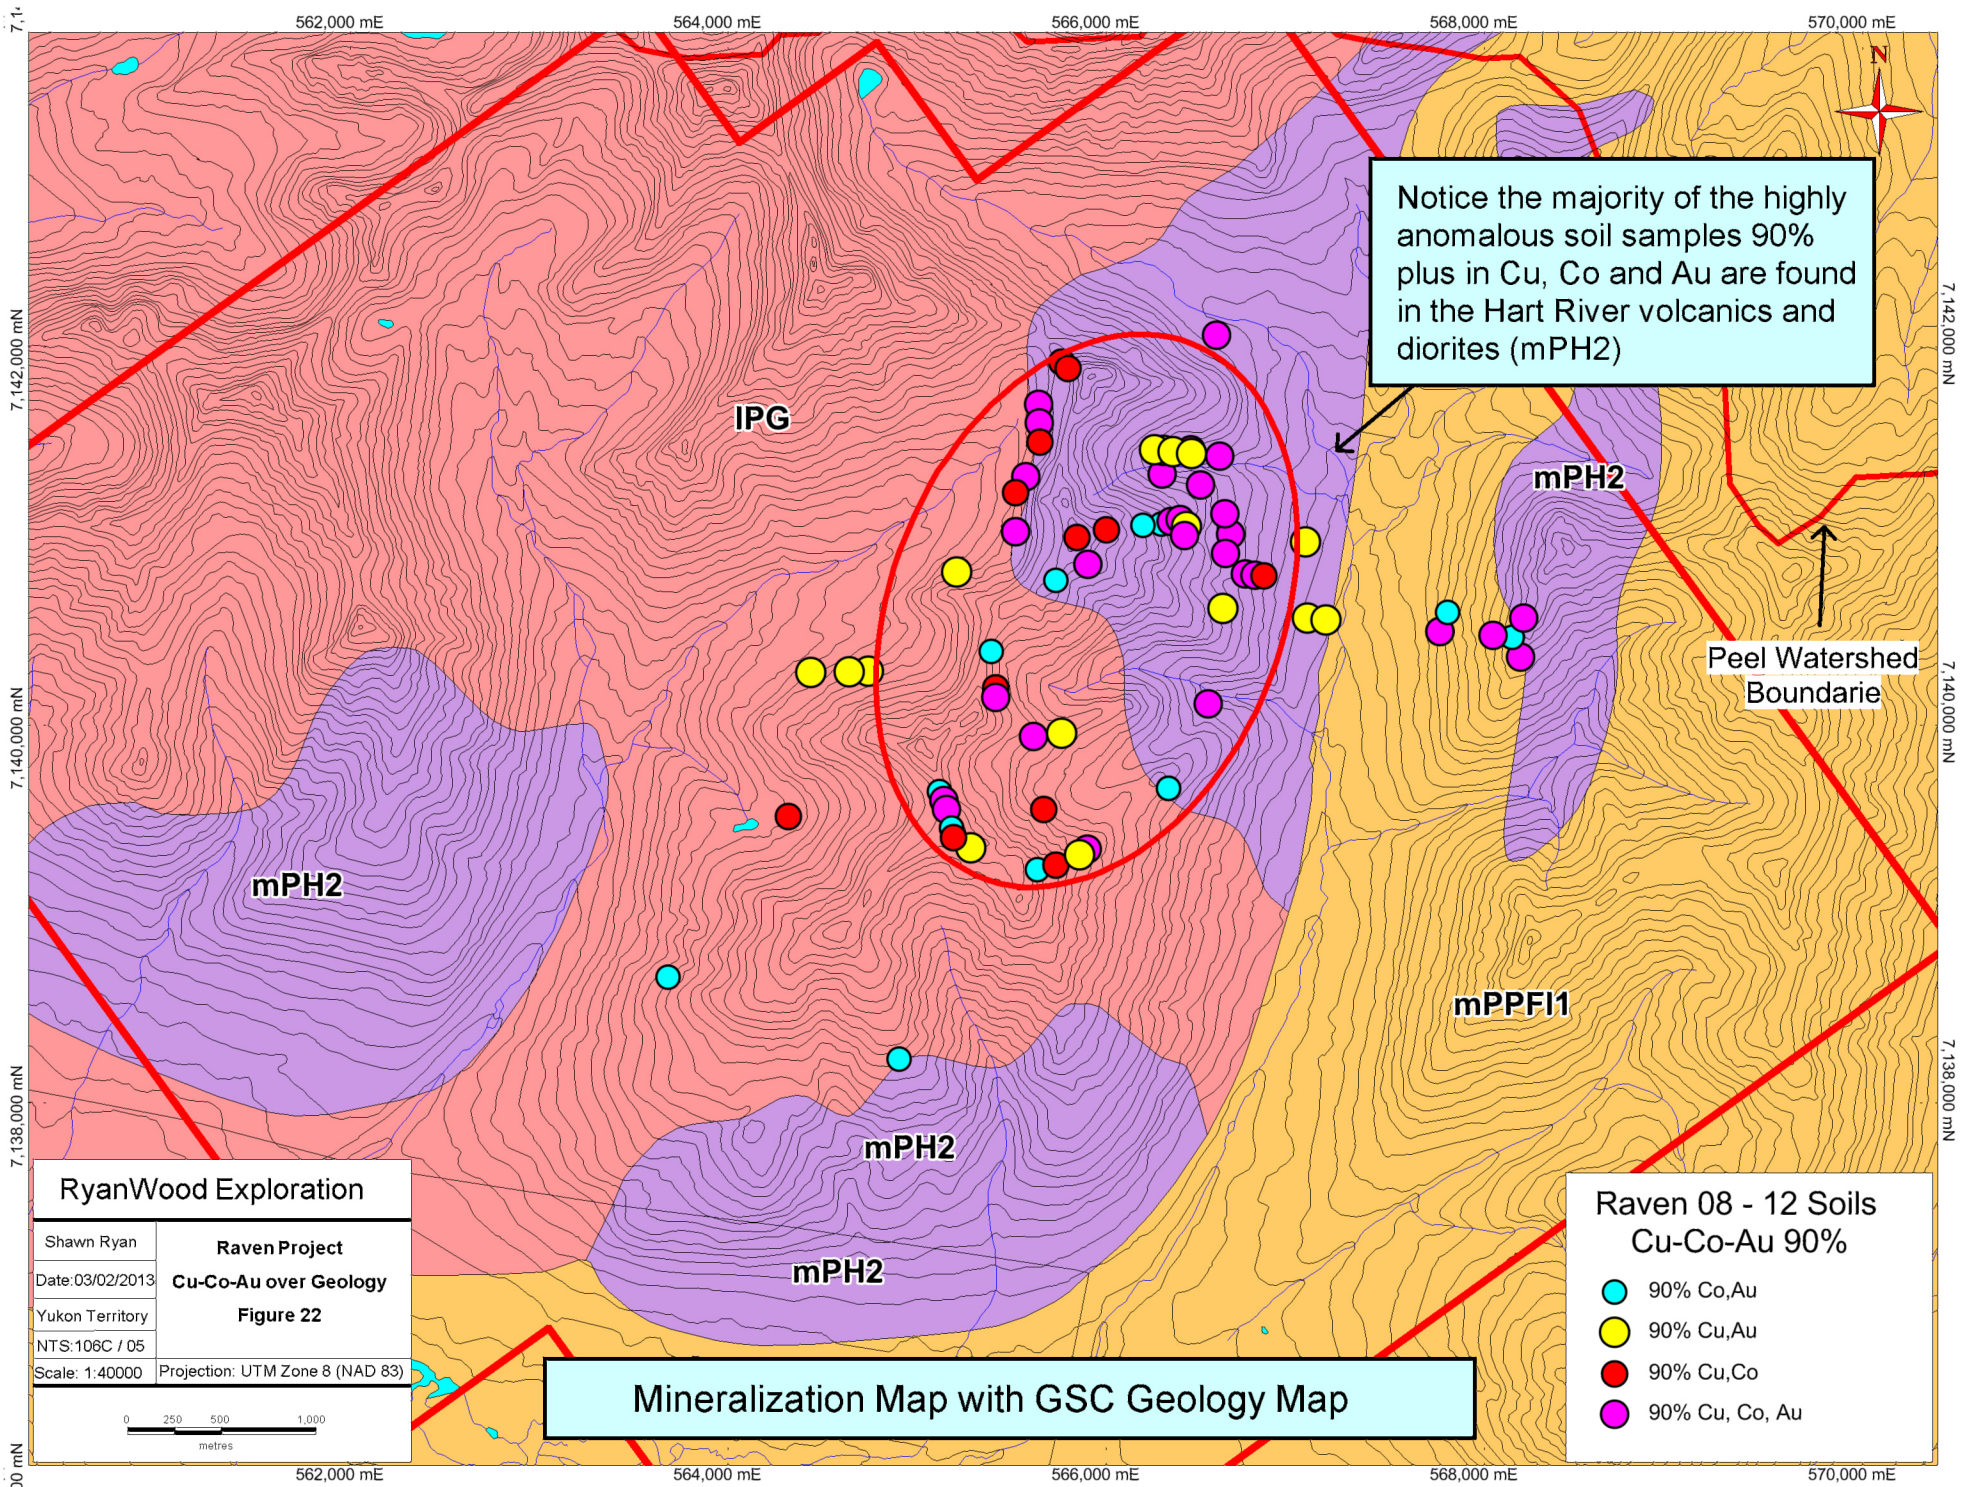 562,000 mE
564,000 mE
566,000 mE
568,000 mE
570,000 mE
N
Notice the majority of the highly
anomalous soil samples 90%
plus in Cu, Co and Au are found
in the Hart River volcanics and
diorites (mPH2)
7,142,000 mN
7,142,000 mN
IPG
mPH2
Peel Watershed
Boundarie
7,140,000 mN
7,140,000 mN
mPH2
mPPFI1
7,138,000 mN
7,138,000 mN
mPH2
mPH2
RyanWood Exploration
Shawn Ryan
Date:03/02/2013
Yukon Territory
NTS:106C / 05
Scale: 1:40000
Raven Project
Cu-Co-Au over Geology
Figure 22
Projection: UTM Zone 8 (NAD 83)
0 250 500 1,000
metres
Raven 08 - 12 Soils
Cu-Co-Au 90%
90% Co,Au
90% Cu,Au
90% Cu,Co
90% Cu, Co, Au
Mineralization Map with GSC Geology Map
562,000 mE
564,000 mE
566,000 mE
568,000 mE
570,000 mE